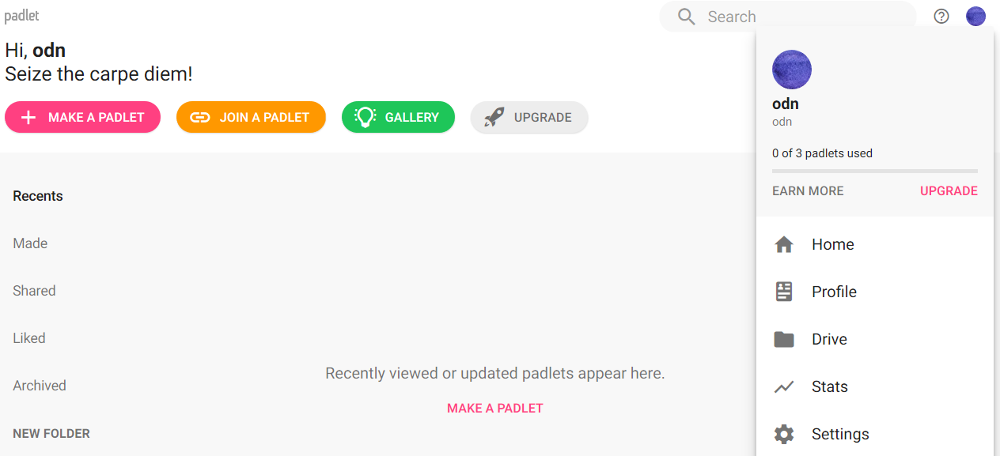 padlet
Search
Hi, odn
Seize the carpe diem!
MAKE A PADLET
JOIN A PADLET
GALLERY
UPGRADE
Recents
Made
Shared
Liked
Archived
NEW FOLDER
Recently viewed or updated padlets appear here.
MAKE A PADLET
odn
odn
0 of 3 padlets used
EARN MORE UPGRADE
Home
Profile
Drive
Stats
Settings